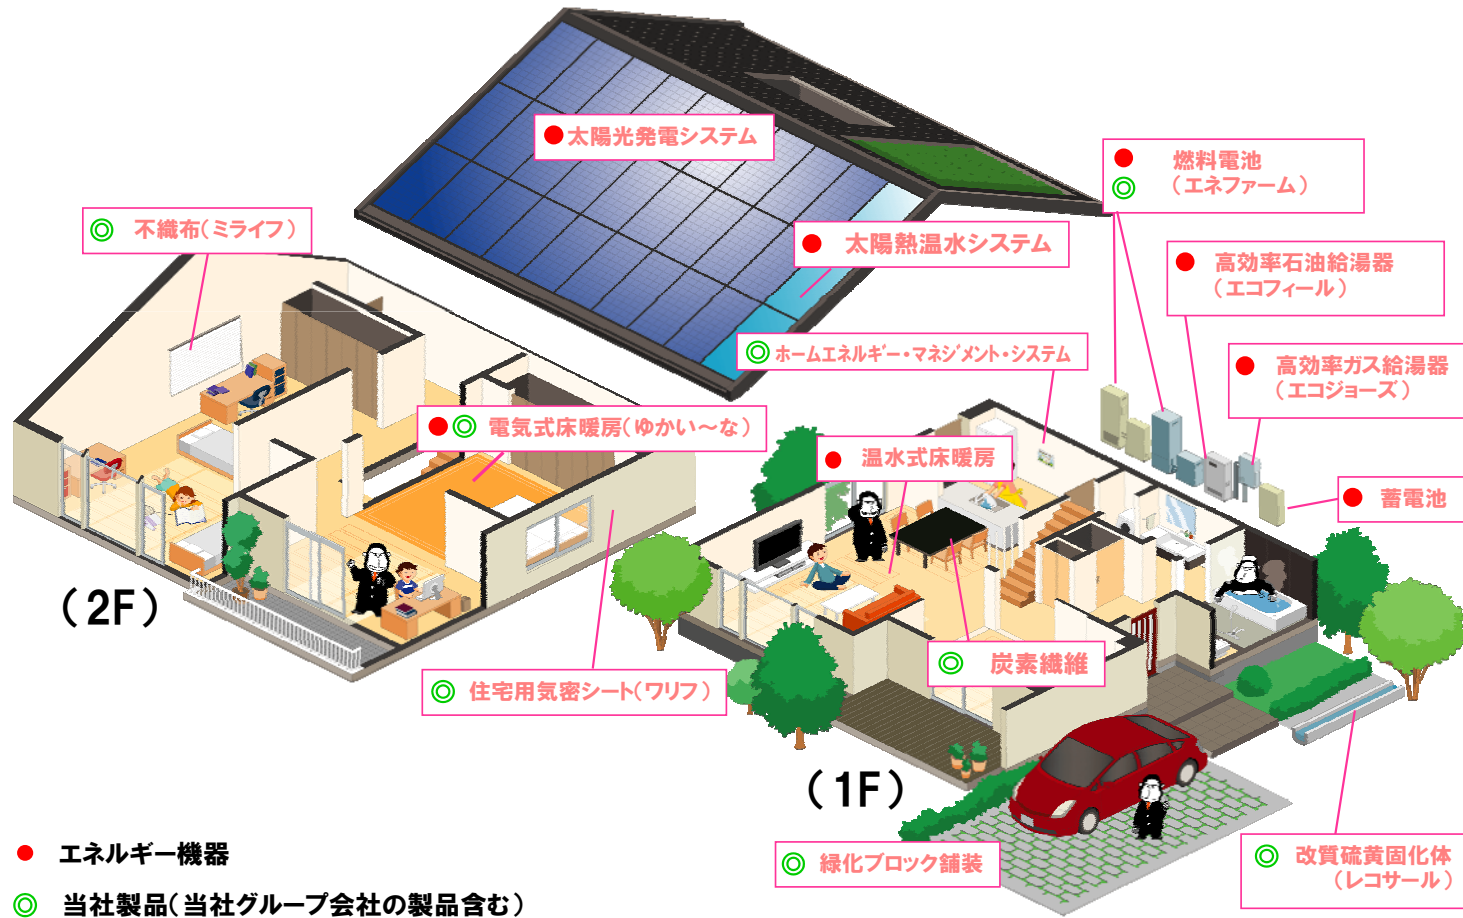 ●太陽光発電システム
● 燃料電池
◎ (エネファーム)
◎ 不織布(ミライフ)
● 太陽熱温水システム
● 高効率石油給湯器
(エコフィール)
◎ホームエネルギー・マネジメント・システム
● 高効率ガス給湯器
(エコジョーズ)
●◎ 電気式床暖房(ゆかい～な)
● 温水式床暖房
● 蓄電池
(2F)
◎ 炭素繊維
◎ 住宅用気密シート(ワリフ)
(1F)
◎ 緑化ブロック舗装
◎ 改質硫黄固化体
(レコサール)
● エネルギー機器
◎ 当社製品(当社グループ会社の製品含む)